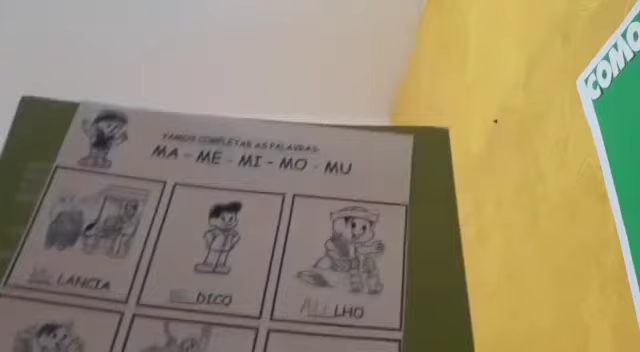 VAMOS COMPLETAR AS PALAVRAS:
MA - ME - MI - MO - MU
LANCIA
DICO
LHO
COMO